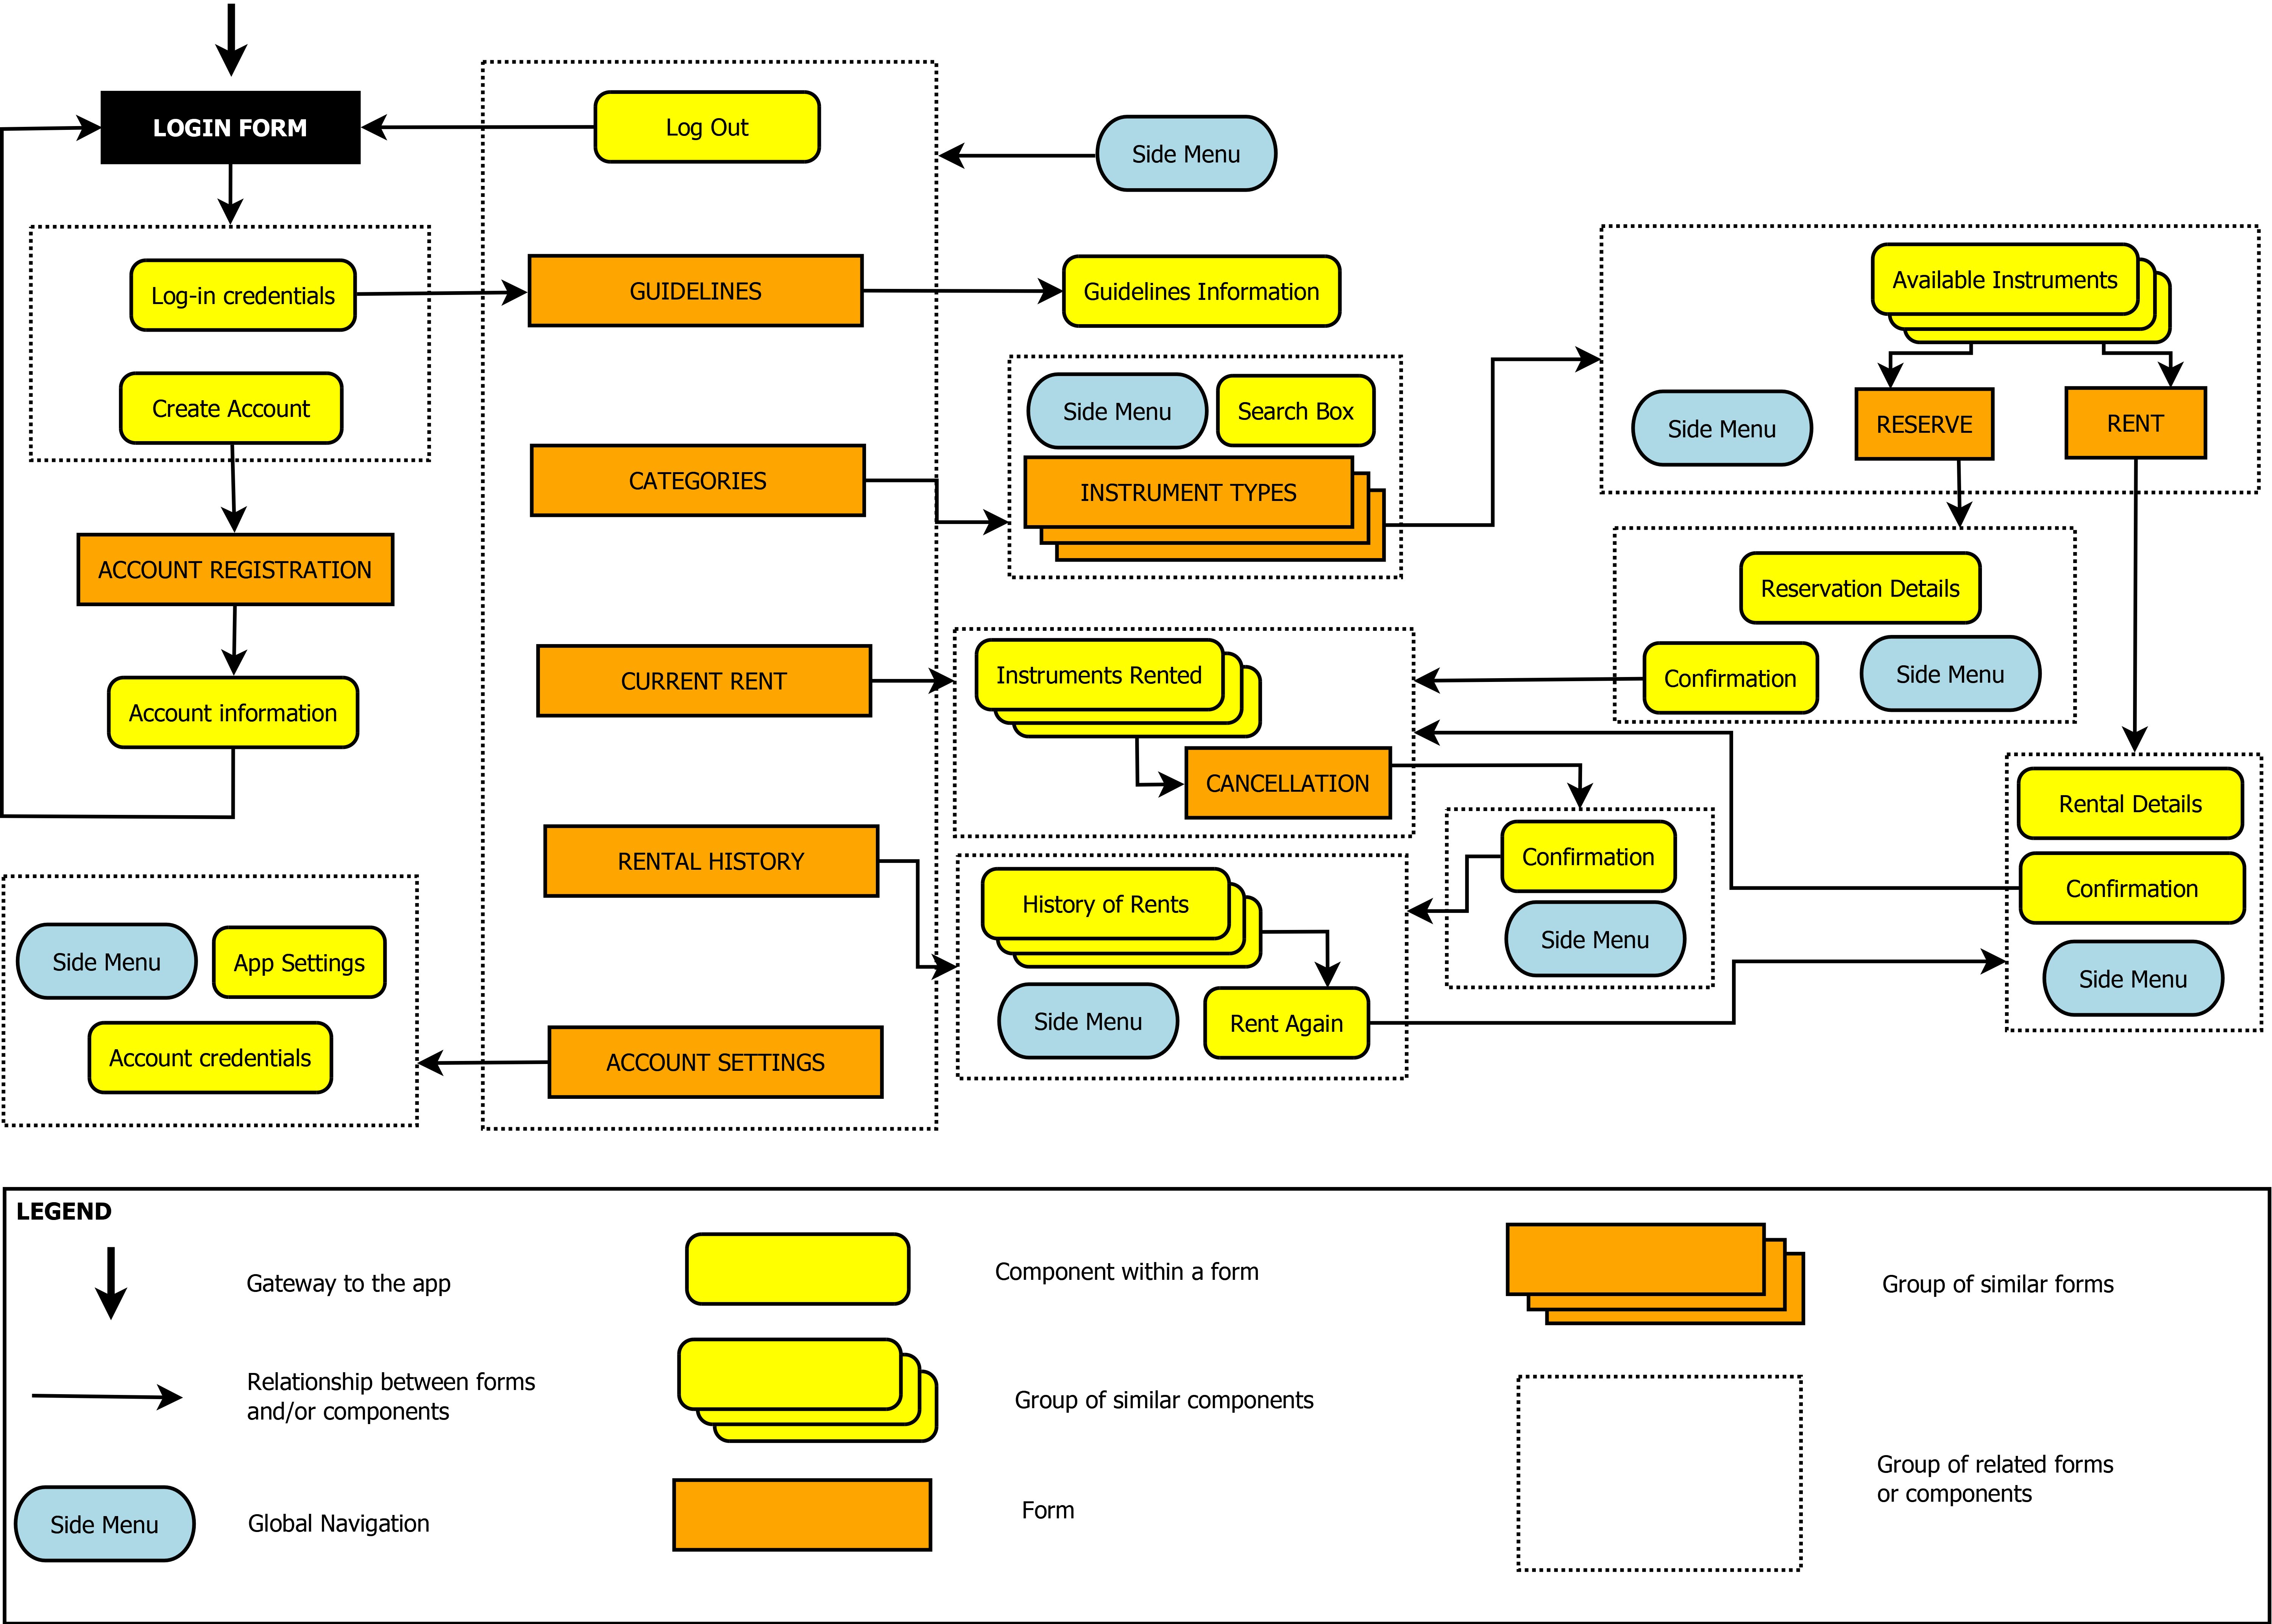 LOGIN FORM
Log Out
Side Menu
Log-in credentials
GUIDELINES
Guidelines Information
Available Instruments
Create Account
Side Menu
Search Box
Side Menu
RESERVE
RENT
CATEGORIES
INSTRUMENT TYPES
ACCOUNT REGISTRATION
Reservation Details
CURRENT RENT
Instruments Rented
Confirmation
Side Menu
Account information
CANCELLATION
Rental Details
RENTAL HISTORY
Confirmation
Confirmation
History of Rents
Side Menu
App Settings
Side Menu
Side Menu
Side Menu
Rent Again
Account credentials
ACCOUNT SETTINGS
LEGEND
Gateway to the app
Component within a form
Group of similar forms
Relationship between forms
and/or components
Group of similar components
Group of related forms
or components
Side Menu
Global Navigation
Form